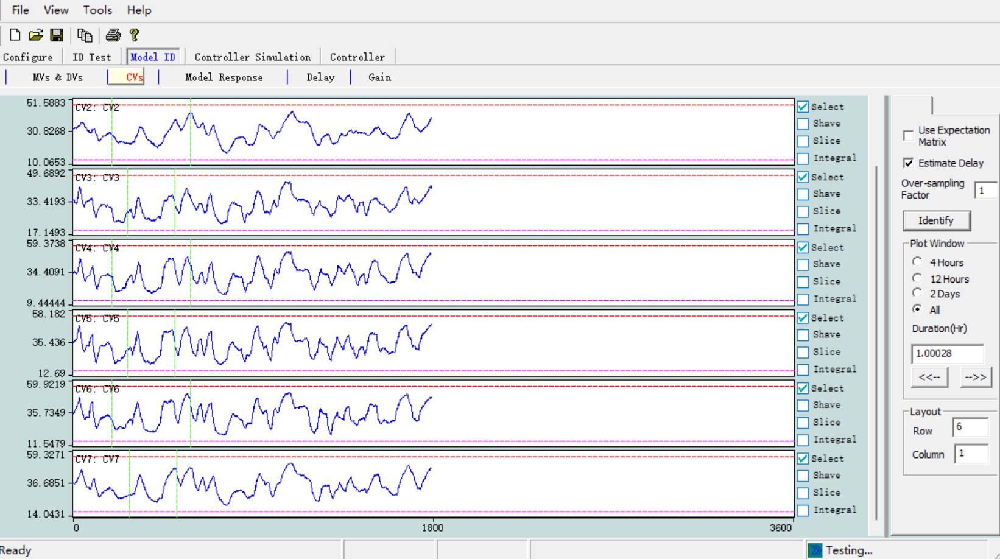 File View Tools Help
Configure ID Test Model ID Controller Simulation Controller
MVs & DVs CVs Model Response Delay Gain
51.5883
CV2: CV2
30.8268
10.0653
Select
Shave
Slice
Integral
49.6892
CV3: CV3
33.4193
17.1493
Select
Shave
Slice
Integral
59.3738
CV4: CV4
34.4091
9.44444
Select
Shave
Slice
Integral
58.182
CV5: CV5
35.436
12.69
Select
Shave
Slice
Integral
59.9219
CV6: CV6
35.7349
11.5479
Select
Shave
Slice
Integral
59.3271
CV7: CV7
36.6851
14.0431
Select
Shave
Slice
Integral
0 1800 3600
Use Expectation
Matrix
Estimate Delay
Over-sampling
Factor 1
Identify
Plot Window
4 Hours
12 Hours
2 Days
All
Duration(Hr)
1.00028
<<-- -->>
Layout
Row 6
Column 1
Ready Testing...